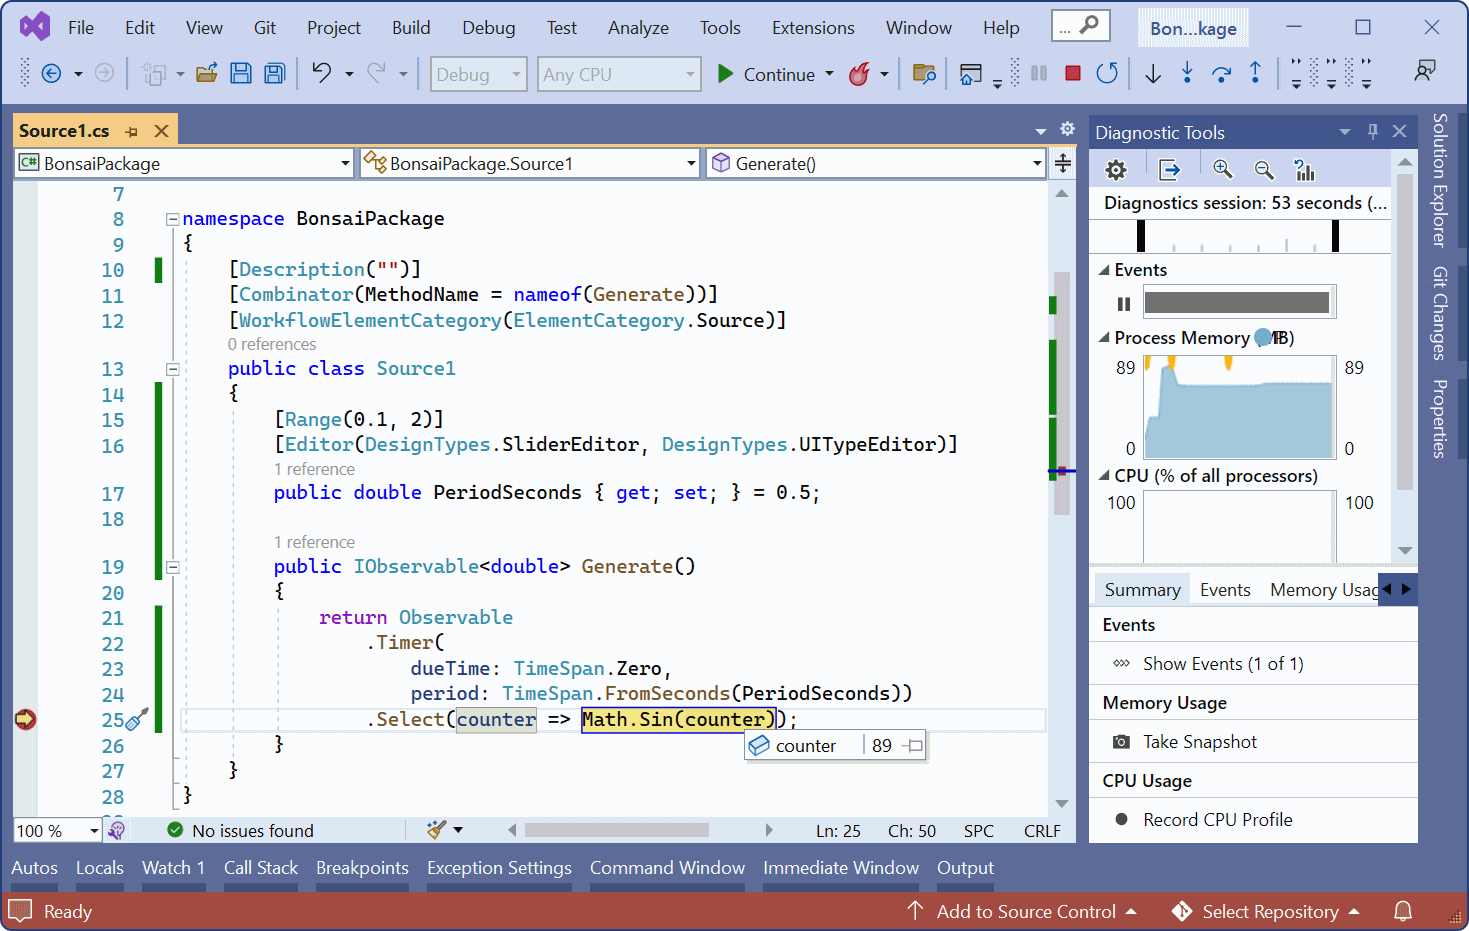 File Edit View Git Project Build Debug Test Analyze Tools Extensions Window Help ... Bon...kage
Debug Any CPU Continue
Source1.cs
BonsaiPackage BonsaiPackage.Source1 Generate()
7
8 namespace BonsaiPackage
9 {
10 [Description("")]
11 [Combinator(MethodName = nameof(Generate))]
12 [WorkflowElementCategory(ElementCategory.Source)]
0 references
13 public class Source1
14 {
15 [Range(0.1, 2)]
16 [Editor(DesignTypes.SliderEditor, DesignTypes.UITypeEditor)]
1 reference
17 public double PeriodSeconds { get; set; } = 0.5;
18
1 reference
19 public IObservable<double> Generate()
20 {
21 return Observable
22 .Timer(
23 dueTime: TimeSpan.Zero,
24 period: TimeSpan.FromSeconds(PeriodSeconds))
25 .Select(counter => Math.Sin(counter));
counter 89
26 }
27 }
28 }
100 % No issues found Ln: 25 Ch: 50 SPC CRLF
Diagnostic Tools
Diagnostics session: 53 seconds (...
Events
Process Memory
89 89
0 0
CPU (% of all processors)
100 100
Summary Events Memory Usag
Events
Show Events (1 of 1)
Memory Usage
Take Snapshot
CPU Usage
Record CPU Profile
Solution Explorer
Git Changes
Properties
Autos Locals Watch 1 Call Stack Breakpoints Exception Settings Command Window Immediate Window Output
Ready Add to Source Control Select Repository